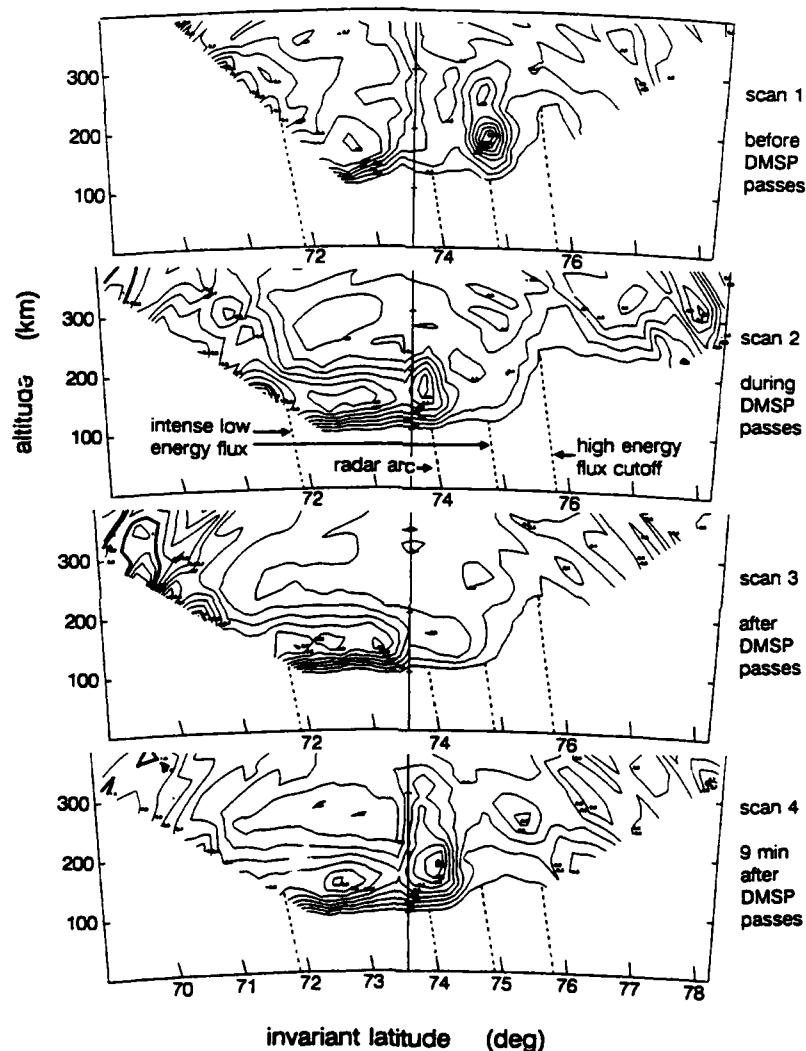 300
200
100
scan 1
before
DMSP
passes
72
74
76
altitude (km)
300
200
100
scan 2
during
DMSP
passes
intense low
energy flux
radar arc
high energy
flux cutoff
72
74
76
300
200
100
scan 3
after
DMSP
passes
72
74
76
300
200
100
scan 4
9 min
after
DMSP
passes
70
72
73
74
75
76
77
78
invariant latitude (deg)